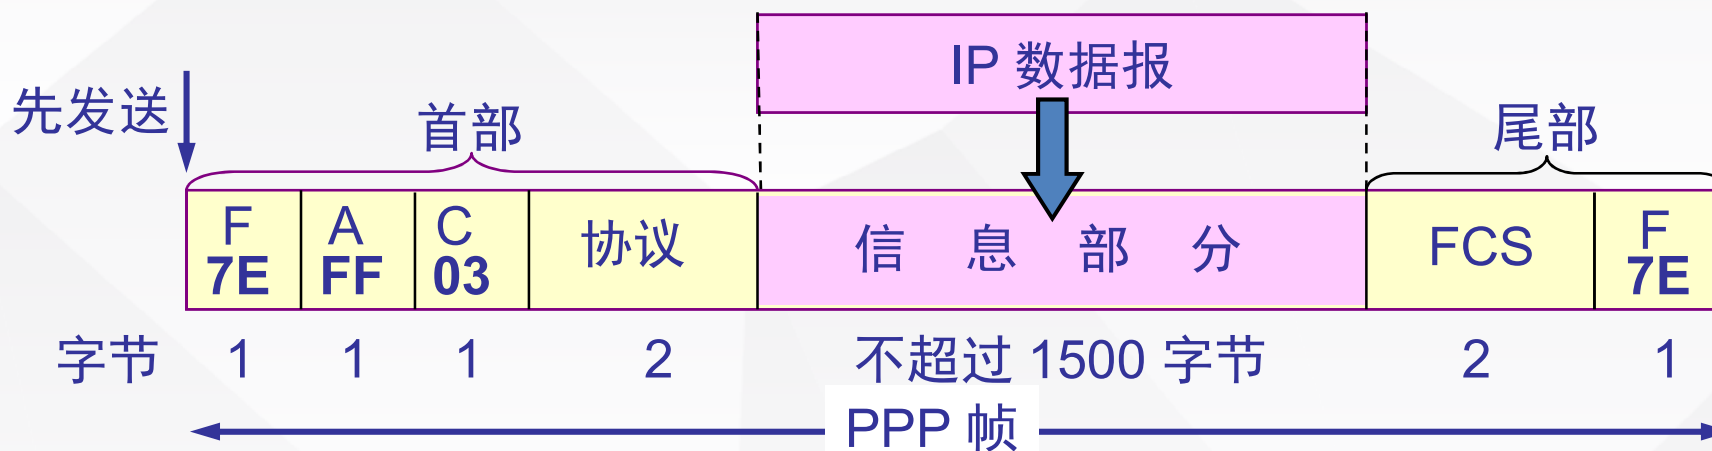 IP 数据报
先发送
首部
尾部
F A C 协议 信息部分 FCS F
7E FF 03 7E
字节 1 1 1 2 不超过 1500 字节 2 1
PPP 帧